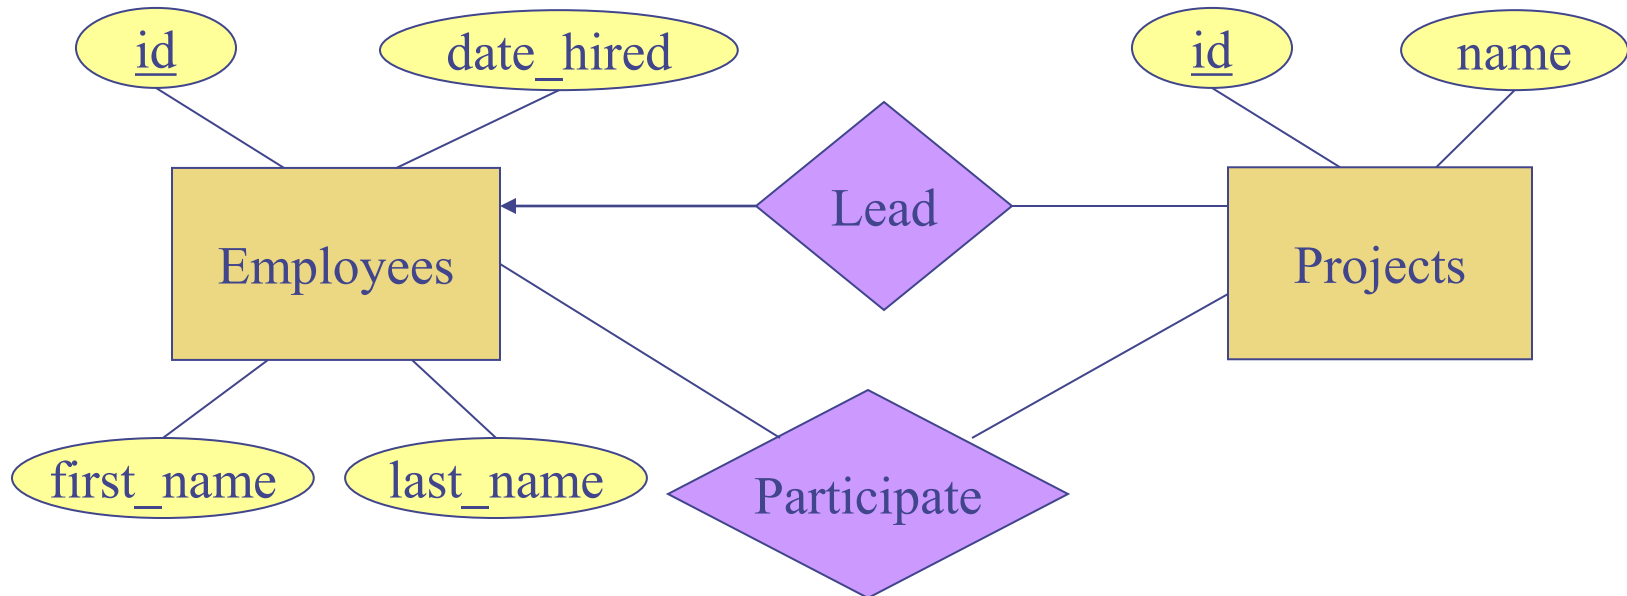 id
date_hired
id
name
Lead
Employees
Projects
first_name
last_name
Participate